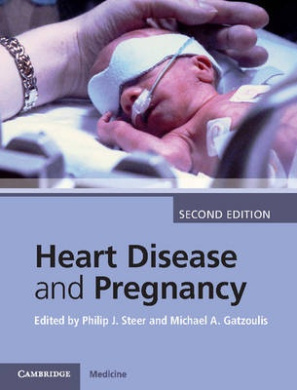 SECOND EDITION
Heart Disease
and Pregnancy
Edited by Philip J. Steer and Michael A. Gatzoulis
CAMBRIDGE Medicine